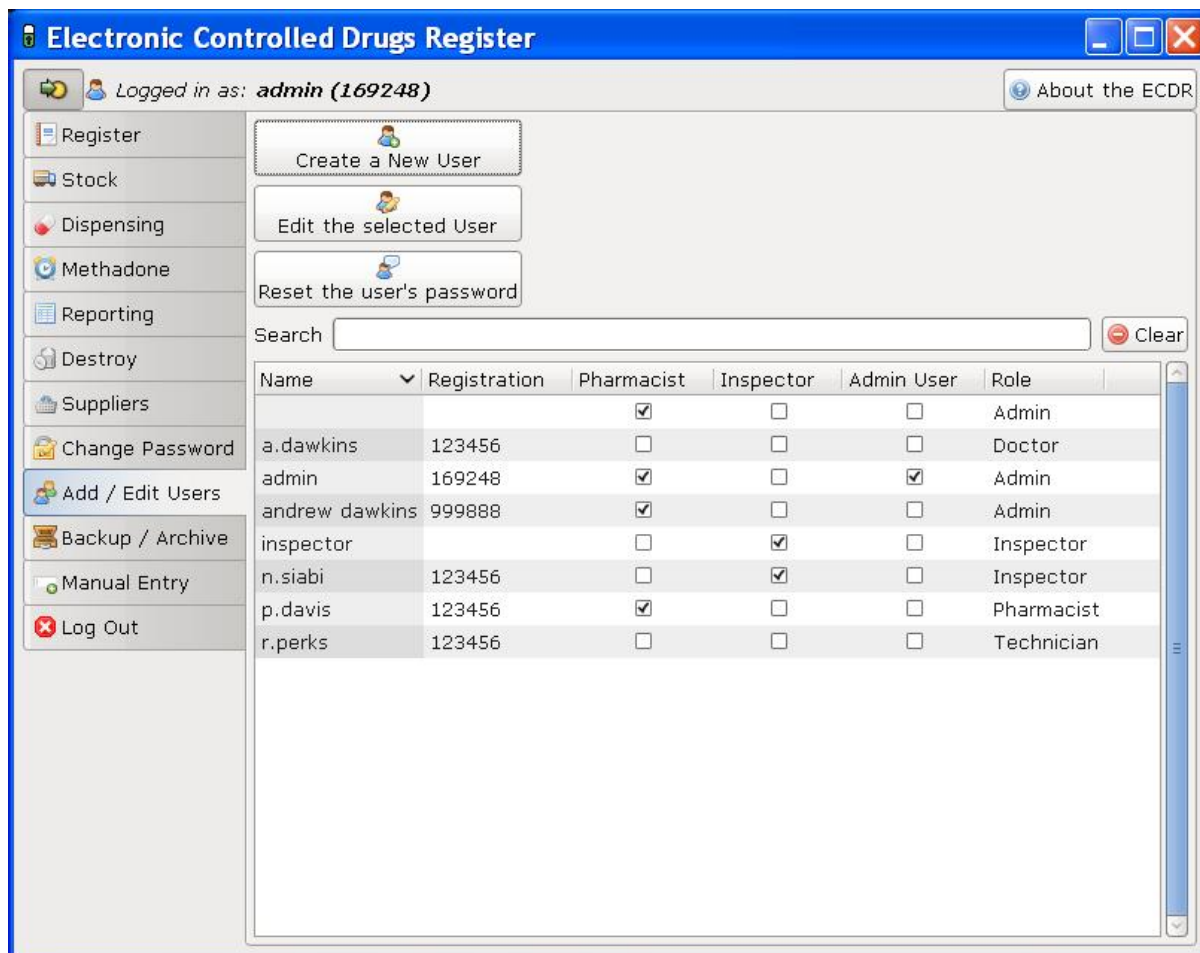 Electronic Controlled Drugs Register
Logged in as: admin (169248)
About the ECDR
Register
Stock
Dispensing
Methadone
Reporting
Destroy
Suppliers
Change Password
Add / Edit Users
Backup / Archive
Manual Entry
Log Out
Create a New User
Edit the selected User
Reset the user's password
Search
Clear
Name Registration Pharmacist Inspector Admin User Role
Admin
a.dawkins 123456 Doctor
admin 169248 Admin
andrew dawkins 999888 Admin
inspector Inspector
n.siabi 123456 Inspector
p.davis 123456 Pharmacist
r.perks 123456 Technician